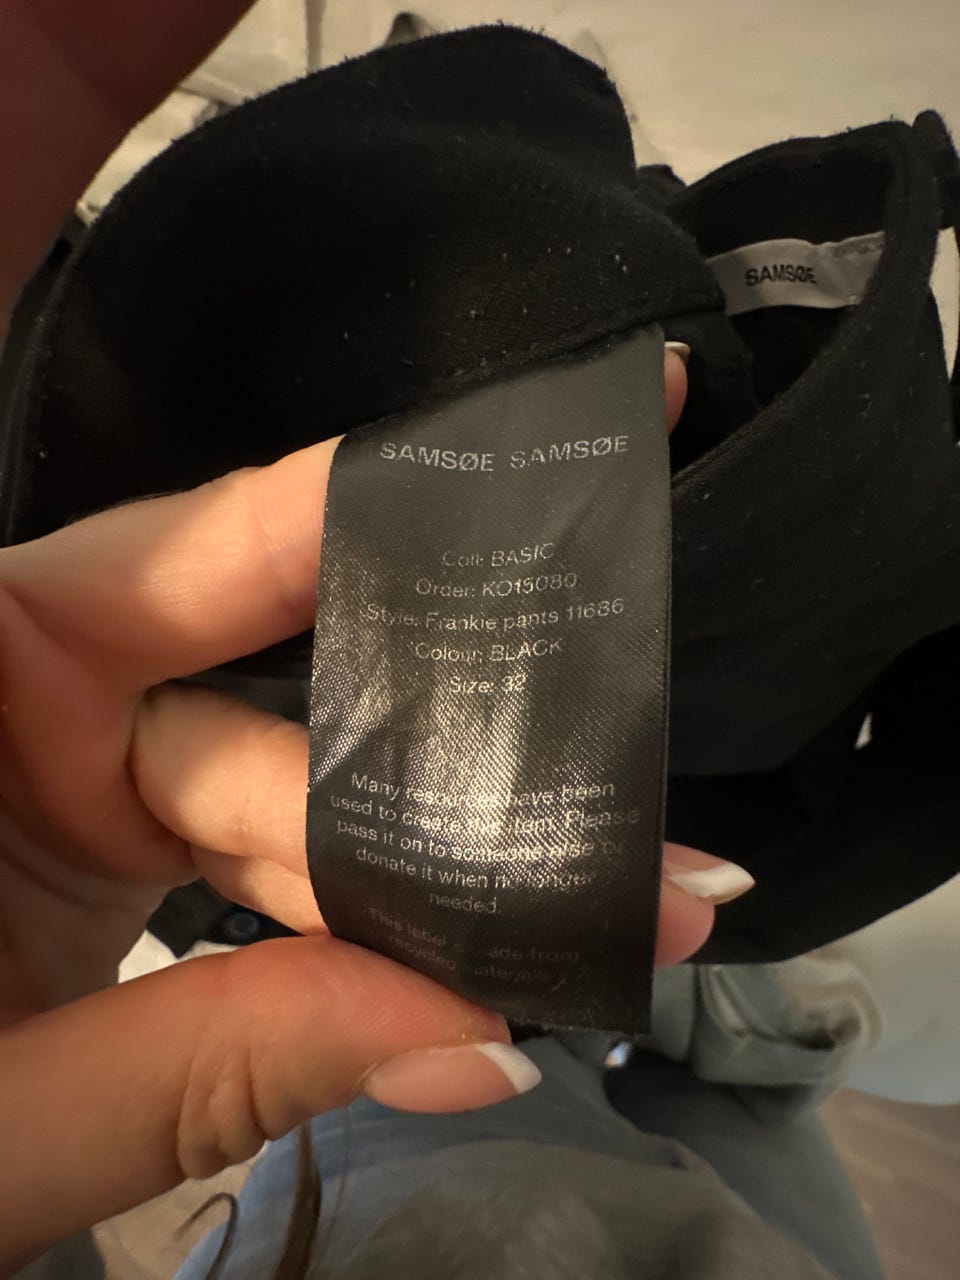 SAMSØE
SAMSØE SAMSØE
Coll: BASIC
Order: KO15080
Style: Frankie pants 11686
Colour: BLACK
Size: 32
Many resources have been
used to create this item. Please
pass it on to someone else or
donate it when no longer
needed.
This label is made from
recycled materials